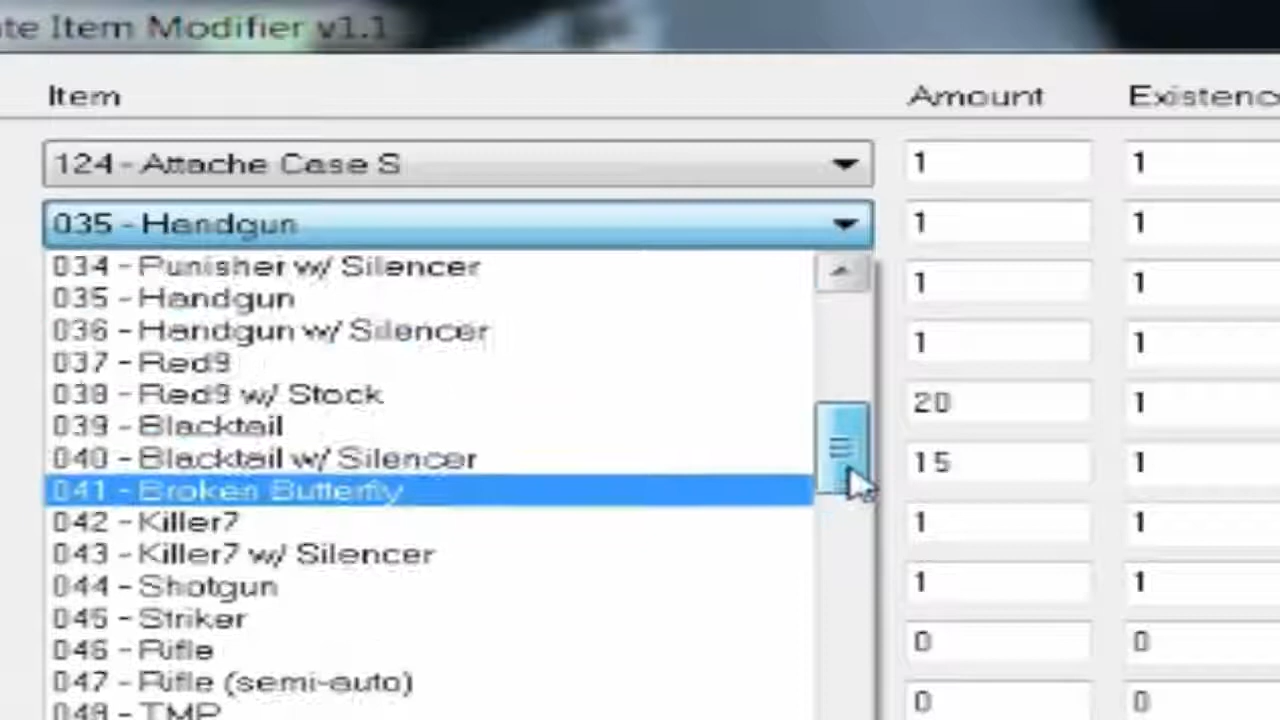 te Item Modifier v1.1
Item Amount Existence
124 - Attache Case S 1 1
035 - Handgun 1 1
034 - Punisher w/ Silencer
035 - Handgun 1 1
036 - Handgun w/ Silencer 1 1
037 - Red9
038 - Red9 w/ Stock 20 1
039 - Blacktail
040 - Blacktail w/ Silencer 15 1
041 - Broken Butterfly
042 - Killer7 1 1
043 - Killer7 w/ Silencer
044 - Shotgun 1 1
045 - Striker
046 - Rifle 0 0
047 - Rifle (semi-auto)
048 - TMP 0 0